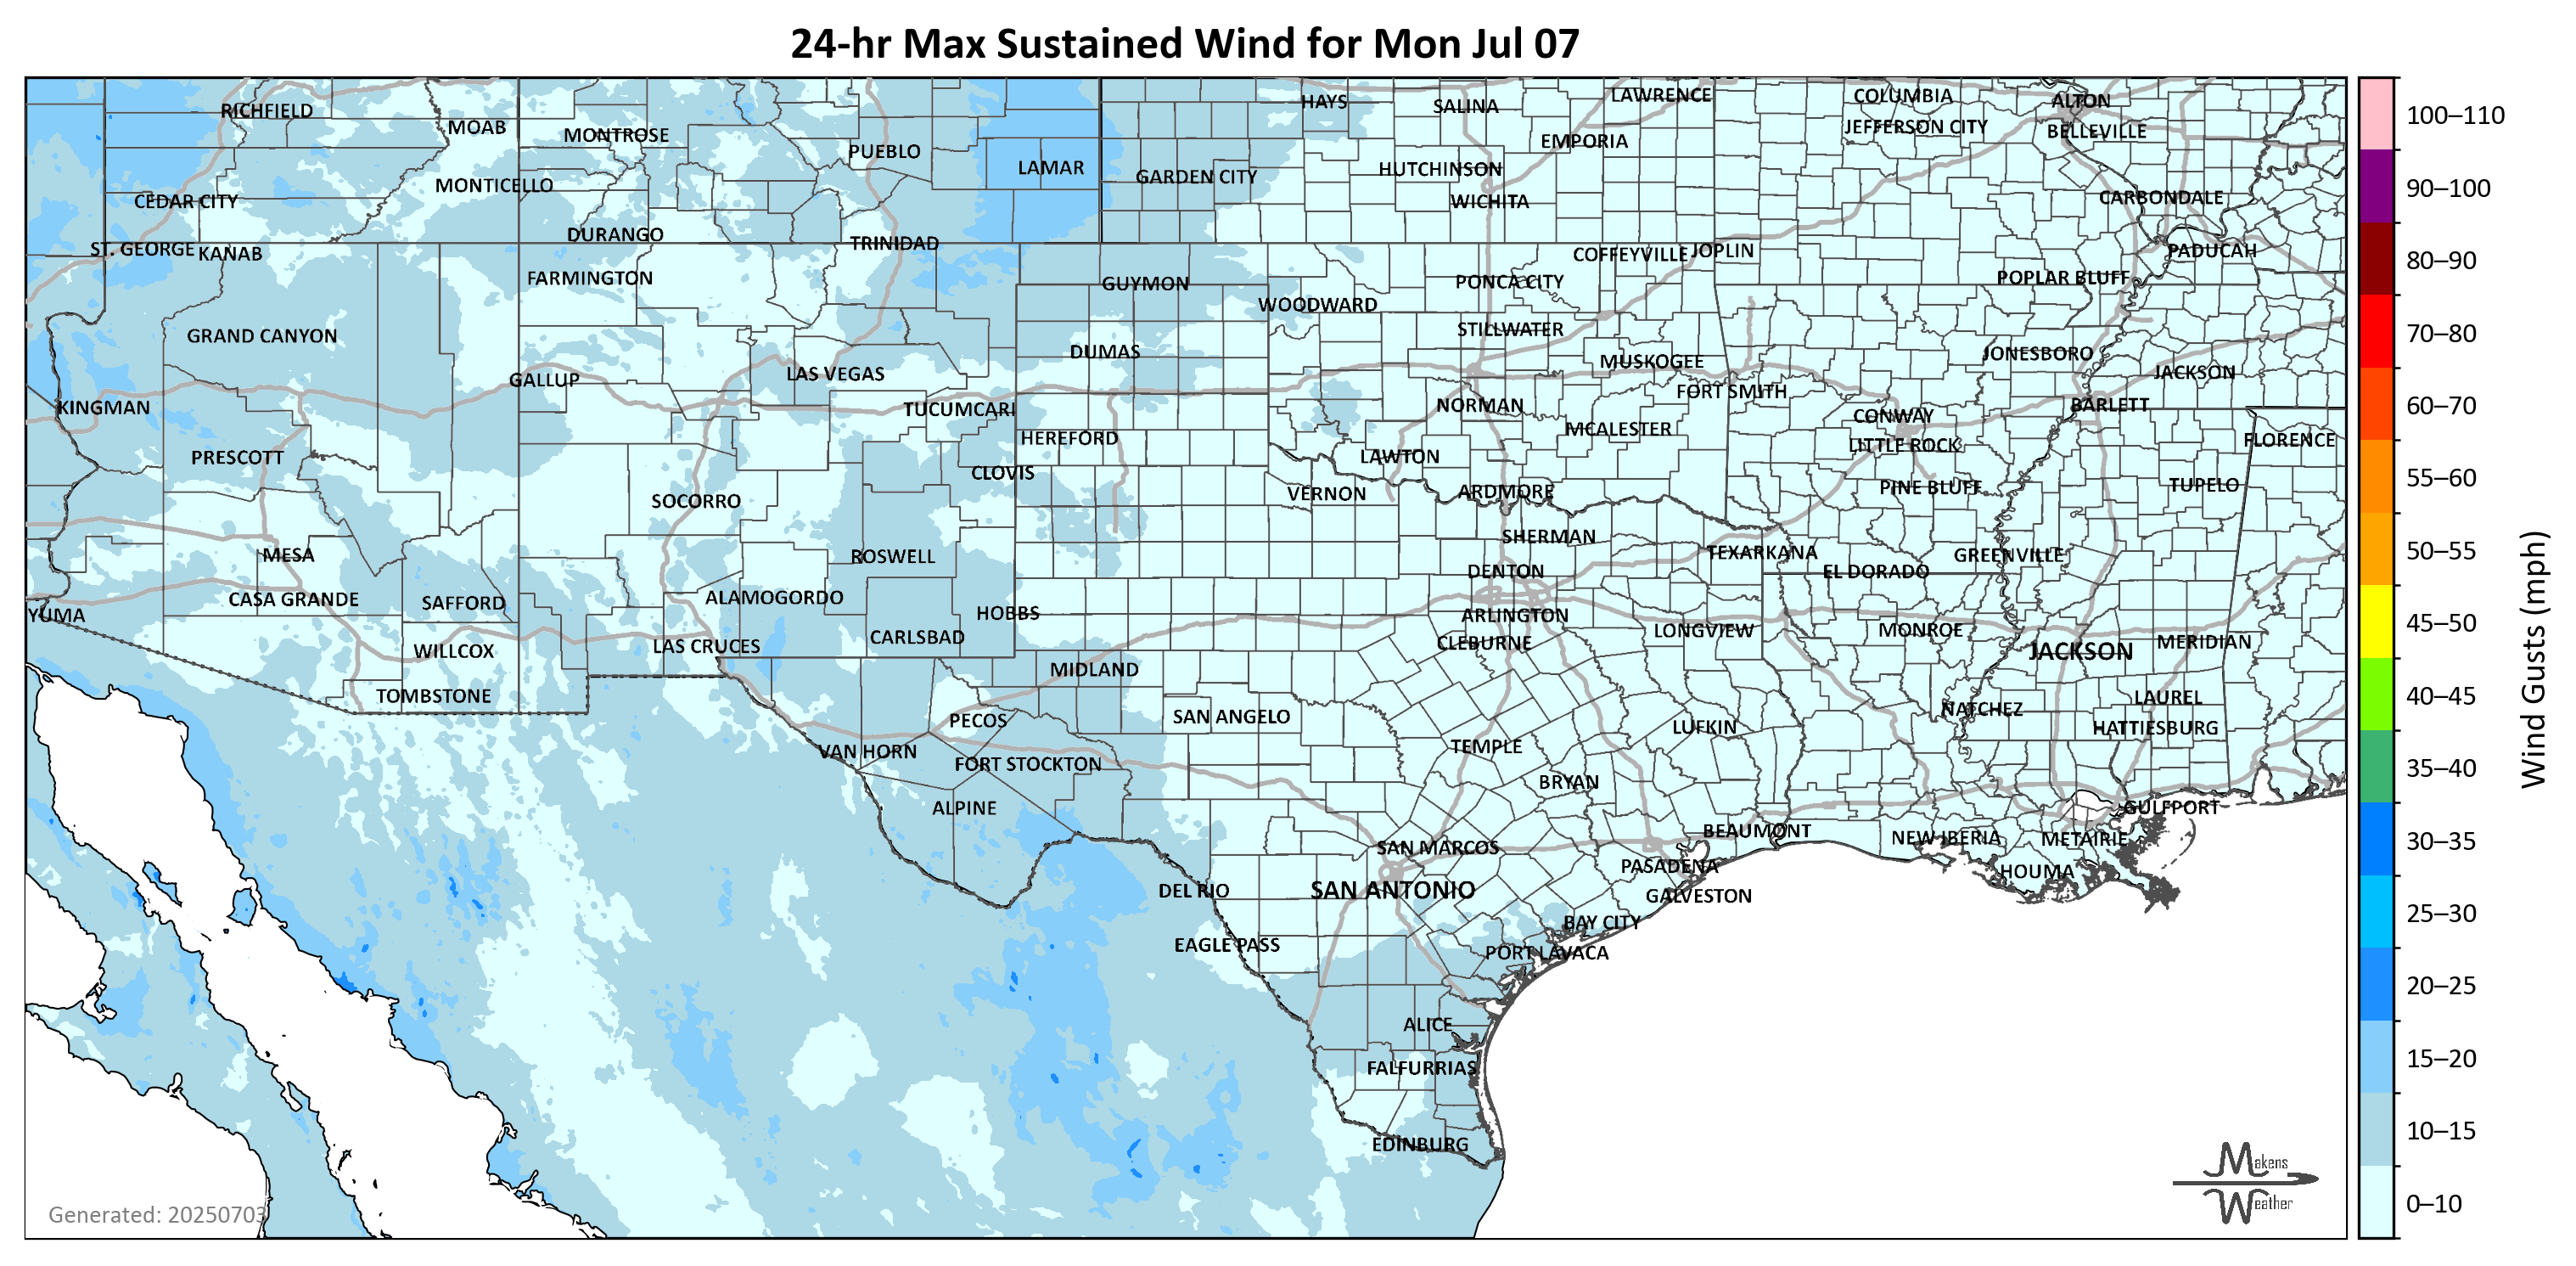 24-hr Max Sustained Wind for Mon Jul 07
RICHFIELD
MOAB
MONTROSE
PUEBLO
LAMAR
HAYS
SALINA
LAWRENCE
COLUMBIA
ALTON
EMPORIA
JEFFERSON CITY
BELLEVILLE
MONTICELLO
GARDEN CITY
HUTCHINSON
CEDAR CITY
WICHITA
CARBONDALE
DURANGO
TRINIDAD
ST. GEORGE
KANAB
COFFEYVILLE
JOPLIN
PADUCAH
FARMINGTON
GUYMON
PONCA CITY
POPLAR BLUFF
WOODWARD
GRAND CANYON
STILLWATER
DUMAS
MUSKOGEE
JONESBORO
GALLUP
LAS VEGAS
JACKSON
FORT SMITH
KINGMAN
TUCUMCARI
NORMAN
CONWAY
BARLETT
HEREFORD
MCALESTER
LITTLE ROCK
FLORENCE
PRESCOTT
CLOVIS
LAWTON
SOCORRO
VERNON
ARDMORE
PINE BLUFF
TUPELO
MESA
ROSWELL
SHERMAN
TEXARKANA
GREENVILLE
DENTON
EL DORADO
CASA GRANDE
SAFFORD
ALAMOGORDO
YUMA
HOBBS
ARLINGTON
WILLCOX
LAS CRUCES
CARLSBAD
CLEBURNE
LONGVIEW
MONROE
JACKSON
MERIDIAN
TOMBSTONE
MIDLAND
LAUREL
PECOS
SAN ANGELO
LUFKIN
NATCHEZ
HATTIESBURG
VAN HORN
FORT STOCKTON
TEMPLE
BRYAN
ALPINE
GULFPORT
SAN MARCOS
BEAUMONT
NEW IBERIA
METAIRIE
DEL RIO
SAN ANTONIO
PASADENA
HOUMA
GALVESTON
EAGLE PASS
BAY CITY
PORT LAVACA
ALICE
FALFURRIAS
EDINBURG
Generated: 20250703
Makens
Weather
100–110
90–100
80–90
70–80
60–70
55–60
50–55
45–50
40–45
35–40
30–35
25–30
20–25
15–20
10–15
0–10
Wind Gusts (mph)